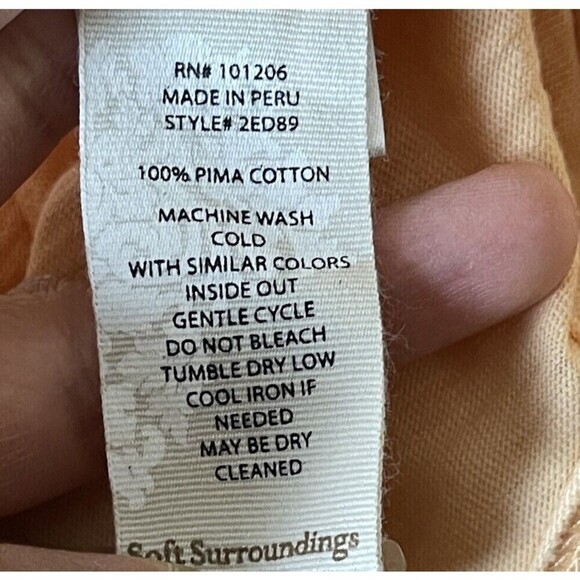 RN# 101206
MADE IN PERU
STYLE# 2ED89
100% PIMA COTTON
MACHINE WASH
COLD
WITH SIMILAR COLORS
INSIDE OUT
GENTLE CYCLE
DO NOT BLEACH
TUMBLE DRY LOW
COOL IRON IF
NEEDED
MAY BE DRY
CLEANED
Soft Surroundings